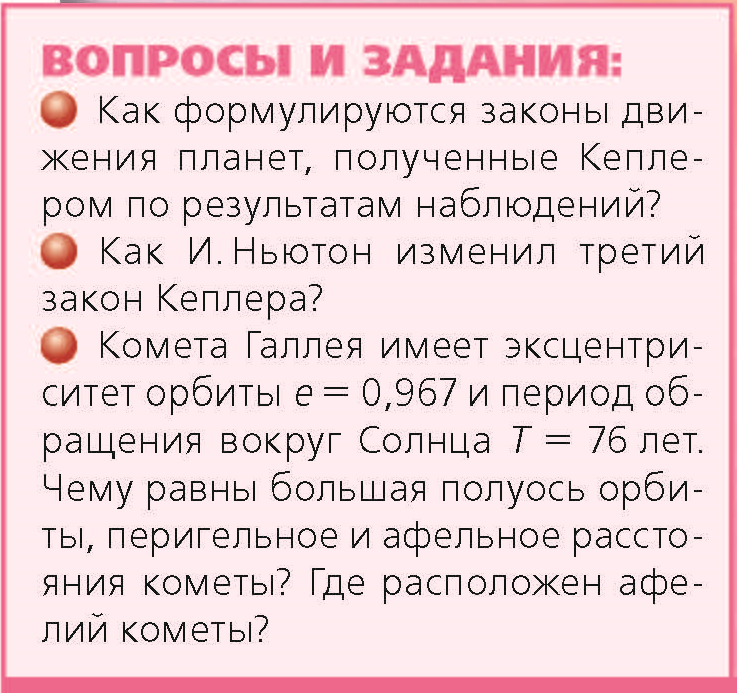 ВОПРОСЫ И ЗАДАНИЯ:
Как формулируются законы дви-
жения планет, полученные Кепле-
ром по результатам наблюдений?
Как И. Ньютон изменил третий
закон Кеплера?
Комета Галлея имеет эксцентри-
ситет орбиты e = 0,967 и период об-
ращения вокруг Солнца T = 76 лет.
Чему равны большая полуось орби-
ты, перигельное и афельное рассто-
яния кометы? Где расположен афе-
лий кометы?